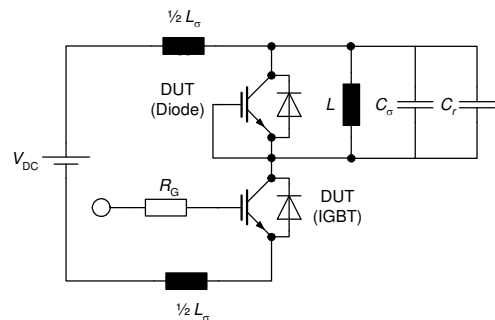 ½ Lσ
DUT
(Diode)
L
Cσ
Cr
VDC
RG
DUT
(IGBT)
½ Lσ